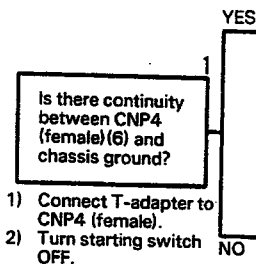 YES
1
Is there continuity
between CNP4
(female)(6) and
chassis ground?
1) Connect T-adapter to
CNP4 (female).
2) Turn starting switch
OFF.
NO